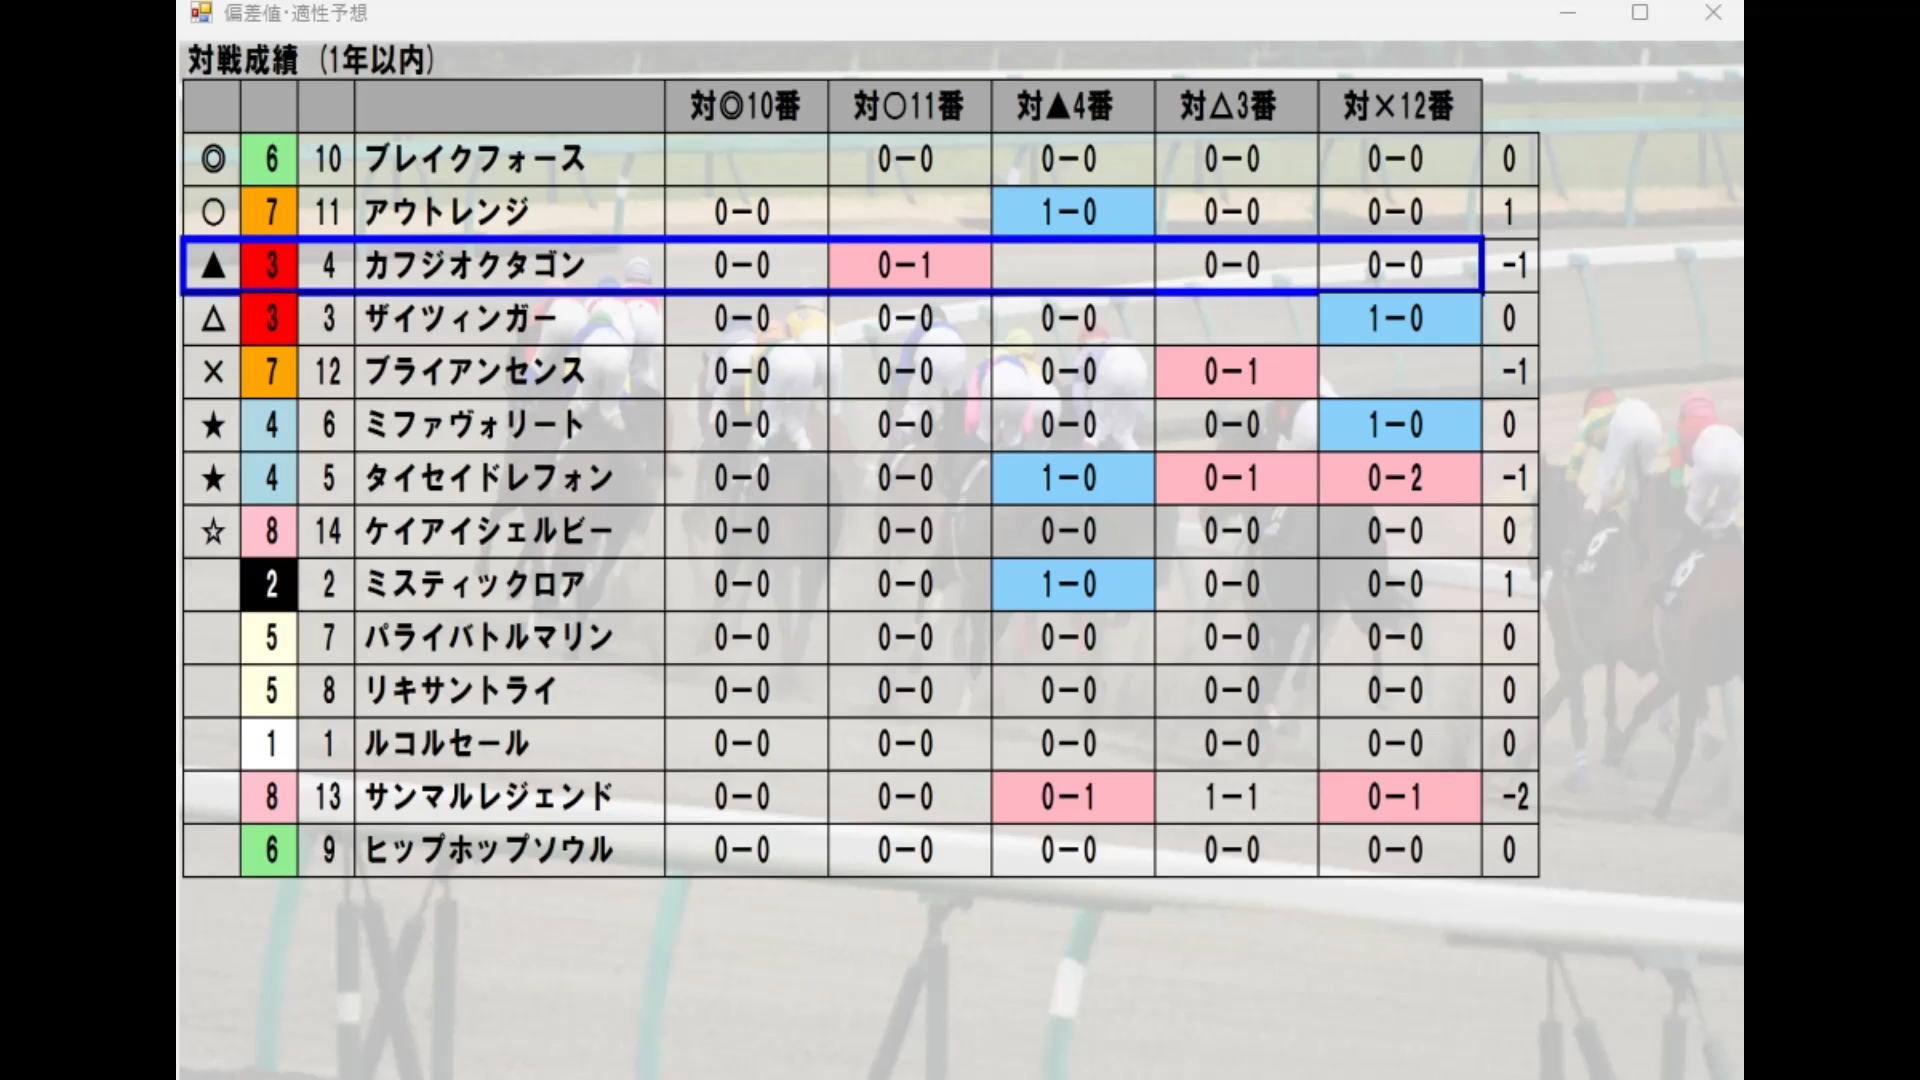 偏差値・適性予想
対戦成績 (1年以内)
対◎10番 対○11番 対▲4番 対△3番 対×12番
◎ 6 10 ブレイクフォース 0-0 0-0 0-0 0-0 0
○ 7 11 アウトレンジ 0-0 1-0 0-0 0-0 1
▲ 3 4 カフジオクタゴン 0-0 0-1 0-0 0-0 -1
△ 3 3 ザイツィンガー 0-0 0-0 0-0 1-0 0
× 7 12 ブライアンセンス 0-0 0-0 0-0 0-1 -1
★ 4 6 ミファヴォリート 0-0 0-0 0-0 0-0 1-0 0
★ 4 5 タイセイドレフォン 0-0 0-0 1-0 0-1 0-2 -1
☆ 8 14 ケイアイシェルビー 0-0 0-0 0-0 0-0 0-0 0
2 2 ミスティックロア 0-0 0-0 1-0 0-0 0-0 1
5 7 パライバトルマリン 0-0 0-0 0-0 0-0 0-0 0
5 8 リキサントライ 0-0 0-0 0-0 0-0 0-0 0
1 1 ルコルセール 0-0 0-0 0-0 0-0 0-0 0
8 13 サンマルレジェンド 0-0 0-0 0-1 1-1 0-1 -2
6 9 ヒップホップソウル 0-0 0-0 0-0 0-0 0-0 0